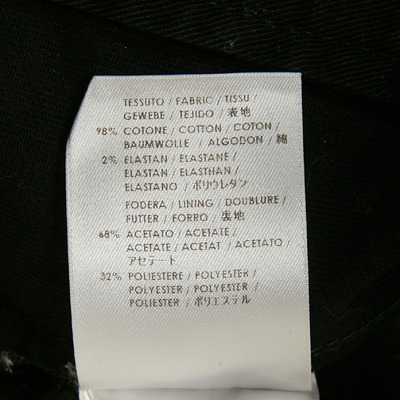 TESSUTO / FABRIC / TISSU /
GEWEBE / TEJIDO / 表地
98% COTONE / COTTON / COTON /
BAUMWOLLE / ALGODON / 綿
2% ELASTAN / ELASTANE /
ELASTAN / ELASTHAN /
ELASTANO / ポリウレタン
FODERA / LINING / DOUBLURE /
FUTTER / FORRO / 裏地
68% ACETATO / ACETATE /
ACETATE / ACETAT / ACETATO /
アセテート
32% POLIESTERE / POLYESTER /
POLYESTER / POLYESTER /
POLIESTER / ポリエステル